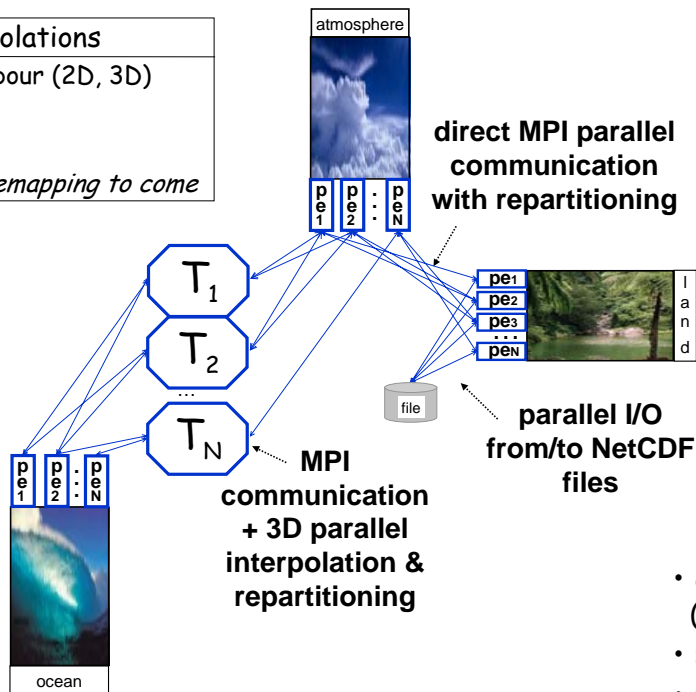 olations
our (2D, 3D)
emapping to come
atmosphere
pe1 pe2 : peN
direct MPI parallel
communication
with repartitioning
T1
T2
...
TN
pe1
pe2
pe3
...
peN
land
file
parallel I/O
from/to NetCDF
files
MPI
communication
+ 3D parallel
interpolation &
repartitioning
pe1 pe2 : peN
ocean
•
(
•